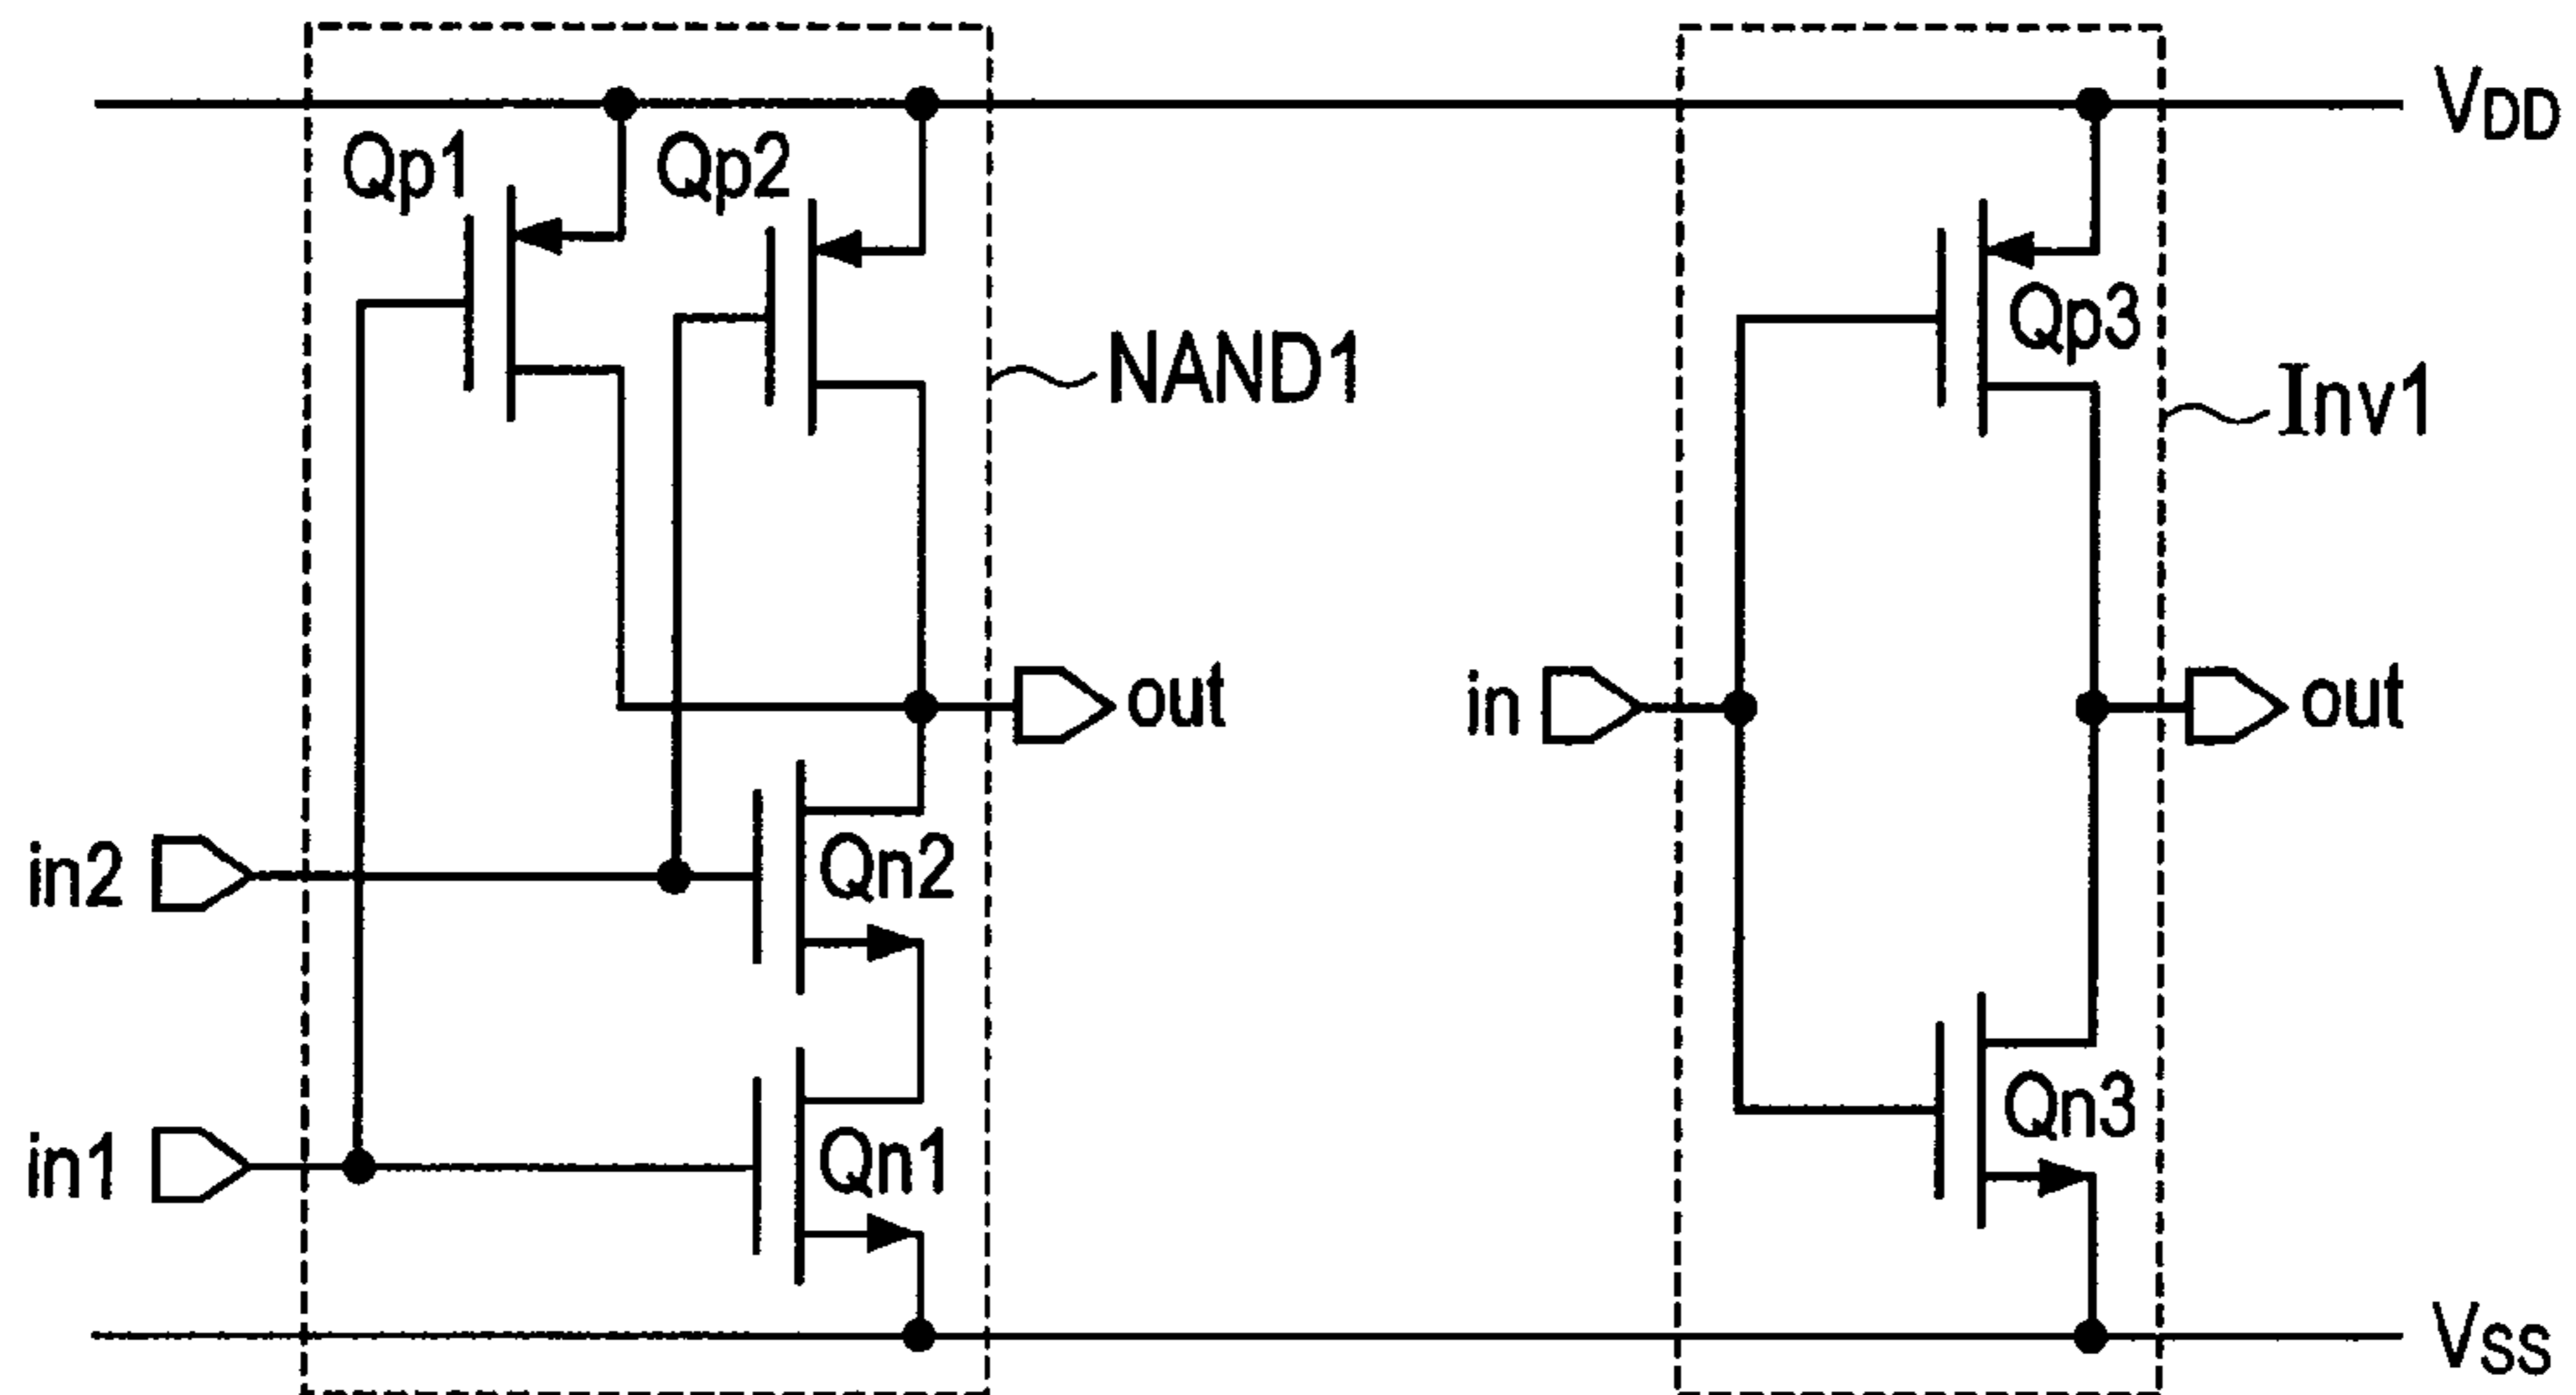 VDD
Qp1
Qp2
Qp3
NAND1
Inv1
out
in
out
in2
Qn2
Qn3
in1
Qn1
VSS